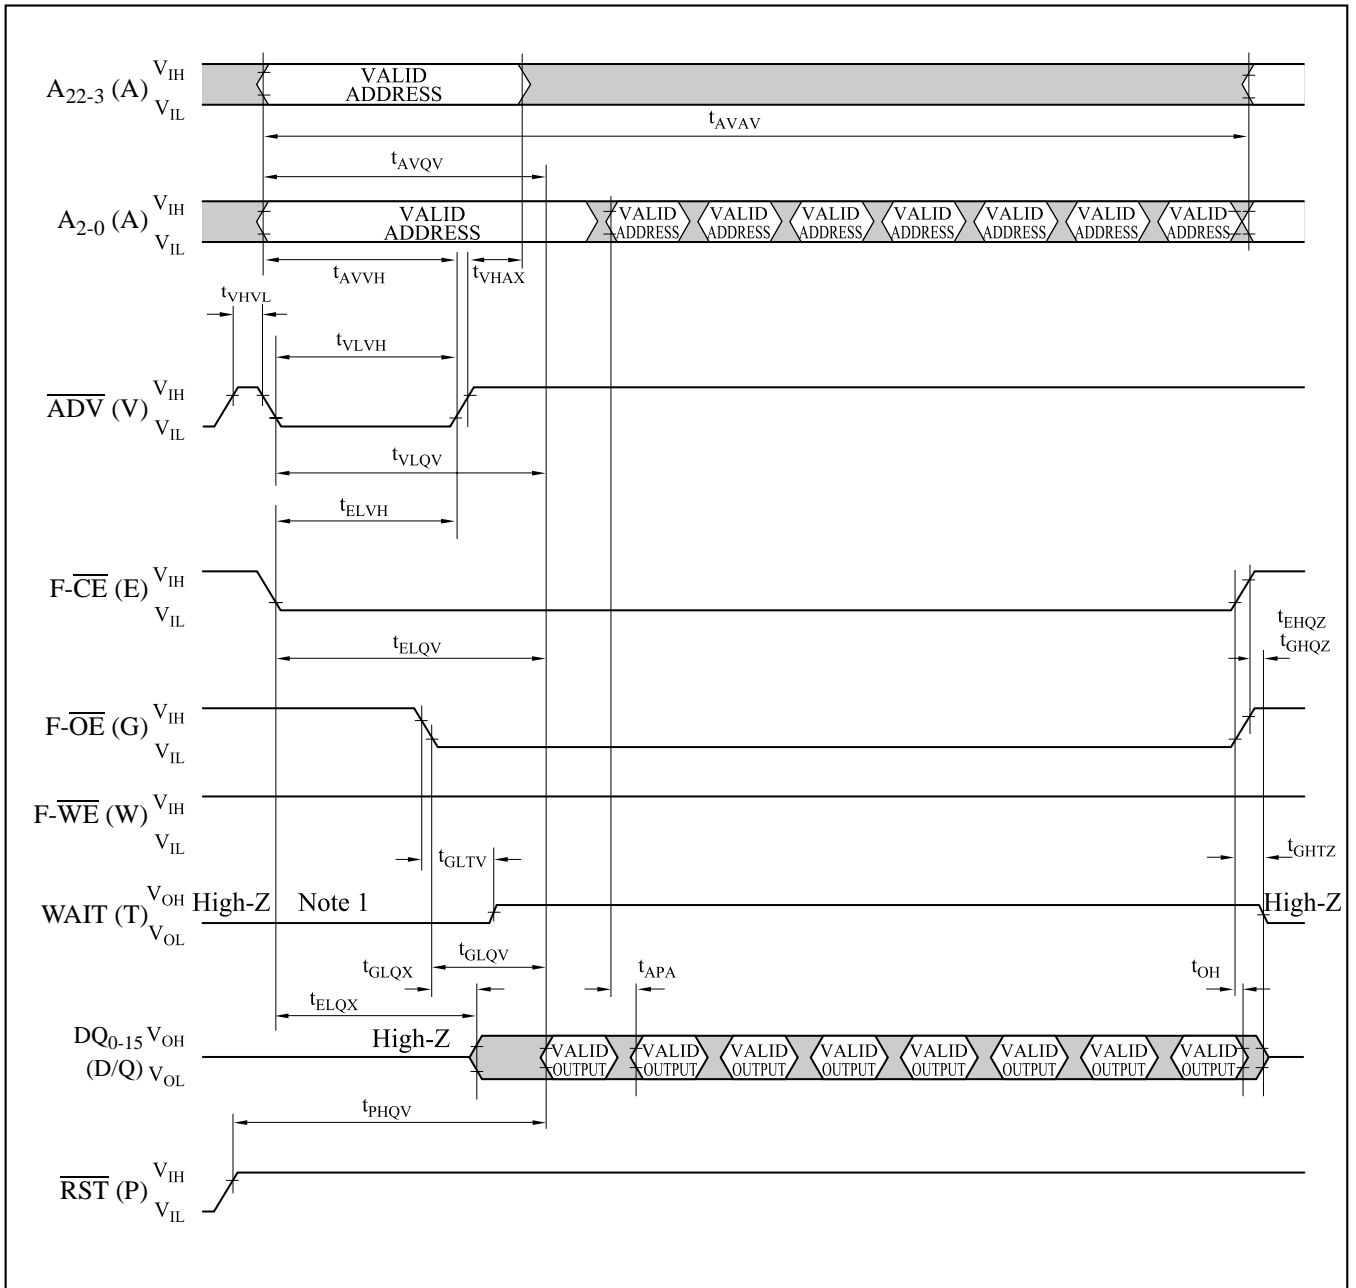 A22-3 (A) VIH VIL VALID ADDRESS
tAVAV
tAVQV
A2-0 (A) VIH VIL VALID ADDRESS VALID ADDRESS VALID ADDRESS VALID ADDRESS VALID ADDRESS VALID ADDRESS VALID ADDRESS VALID ADDRESS
tAVVH tVHAX
tVHVL
tVLVH
ADV (V) VIH VIL
tVLQV
tELVH
F-CE (E) VIH VIL
tEHQZ
tGHQZ
tELQV
F-OE (G) VIH VIL
F-WE (W) VIH VIL
tGLTV tGHTZ
WAIT (T) VOH VOL High-Z Note 1 High-Z
tGLQV
tGLQX tAPA tOH
tELQX
DQ0-15 (D/Q) VOH VOL High-Z VALID OUTPUT VALID OUTPUT VALID OUTPUT VALID OUTPUT VALID OUTPUT VALID OUTPUT VALID OUTPUT VALID OUTPUT
tPHQV
RST (P) VIH VIL